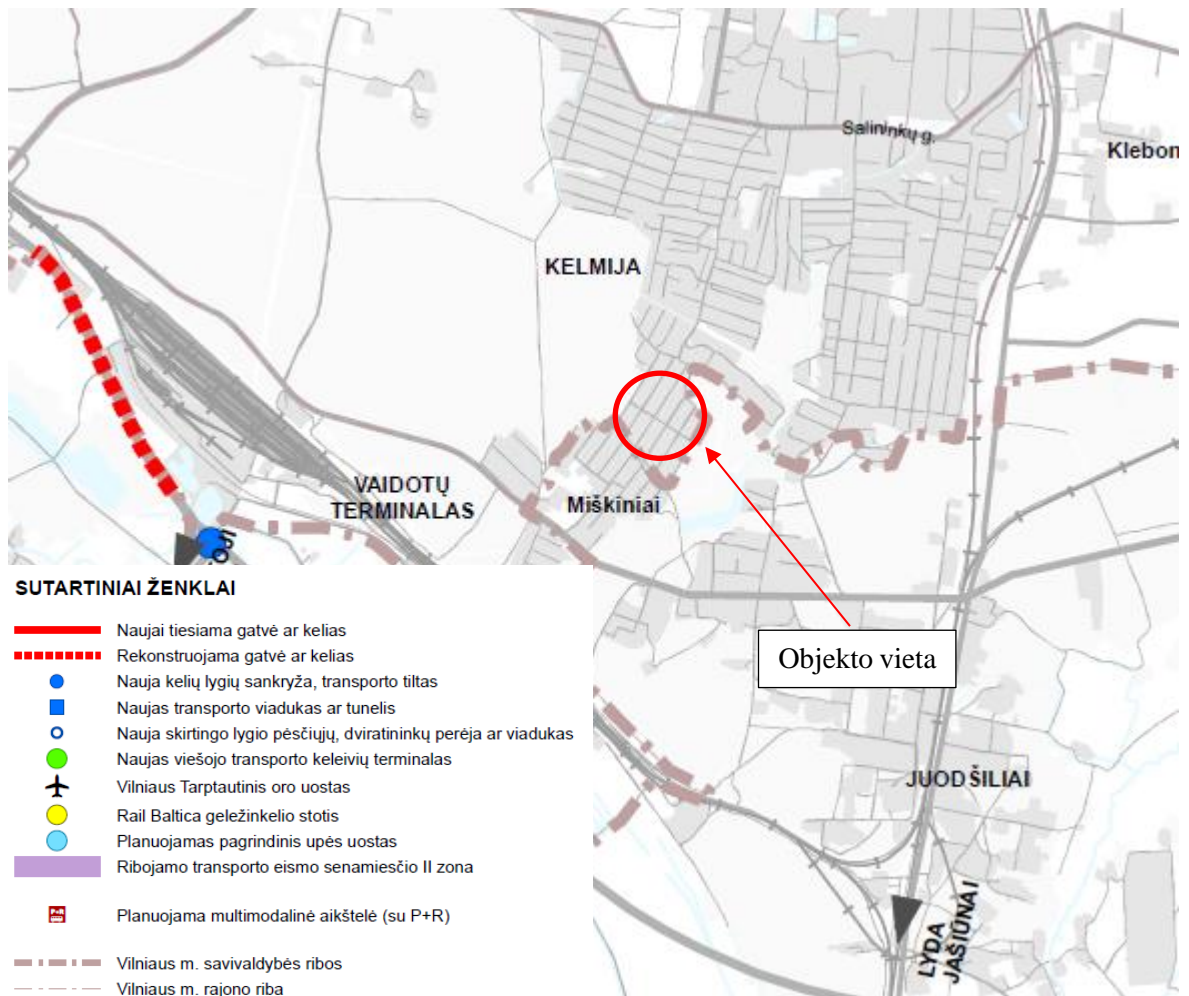 Salininkų g.
Klebon
KELMIJA
VAIDOTŲ
TERMINALAS
Miškiniai
OJI
Objekto vieta
JUODŠILIAI
LYDA
JAŠIŪNAI
SUTARTINIAI ŽENKLAI
Naujai tiesiama gatvė ar kelias
Rekonstruojama gatvė ar kelias
Nauja kelių lygių sankryža, transporto tiltas
Naujas transporto viadukas ar tunelis
Nauja skirtingo lygio pėsčiųjų, dviratininkų perėja ar viadukas
Naujas viešojo transporto keleivių terminalas
Vilniaus Tarptautinis oro uostas
Rail Baltica geležinkelio stotis
Planuojamas pagrindinis upės uostas
Ribojamo transporto eismo senamiesčio II zona
Planuojama multimodalinė aikštelė (su P+R)
Vilniaus m. savivaldybės ribos
Vilniaus m. rajono riba